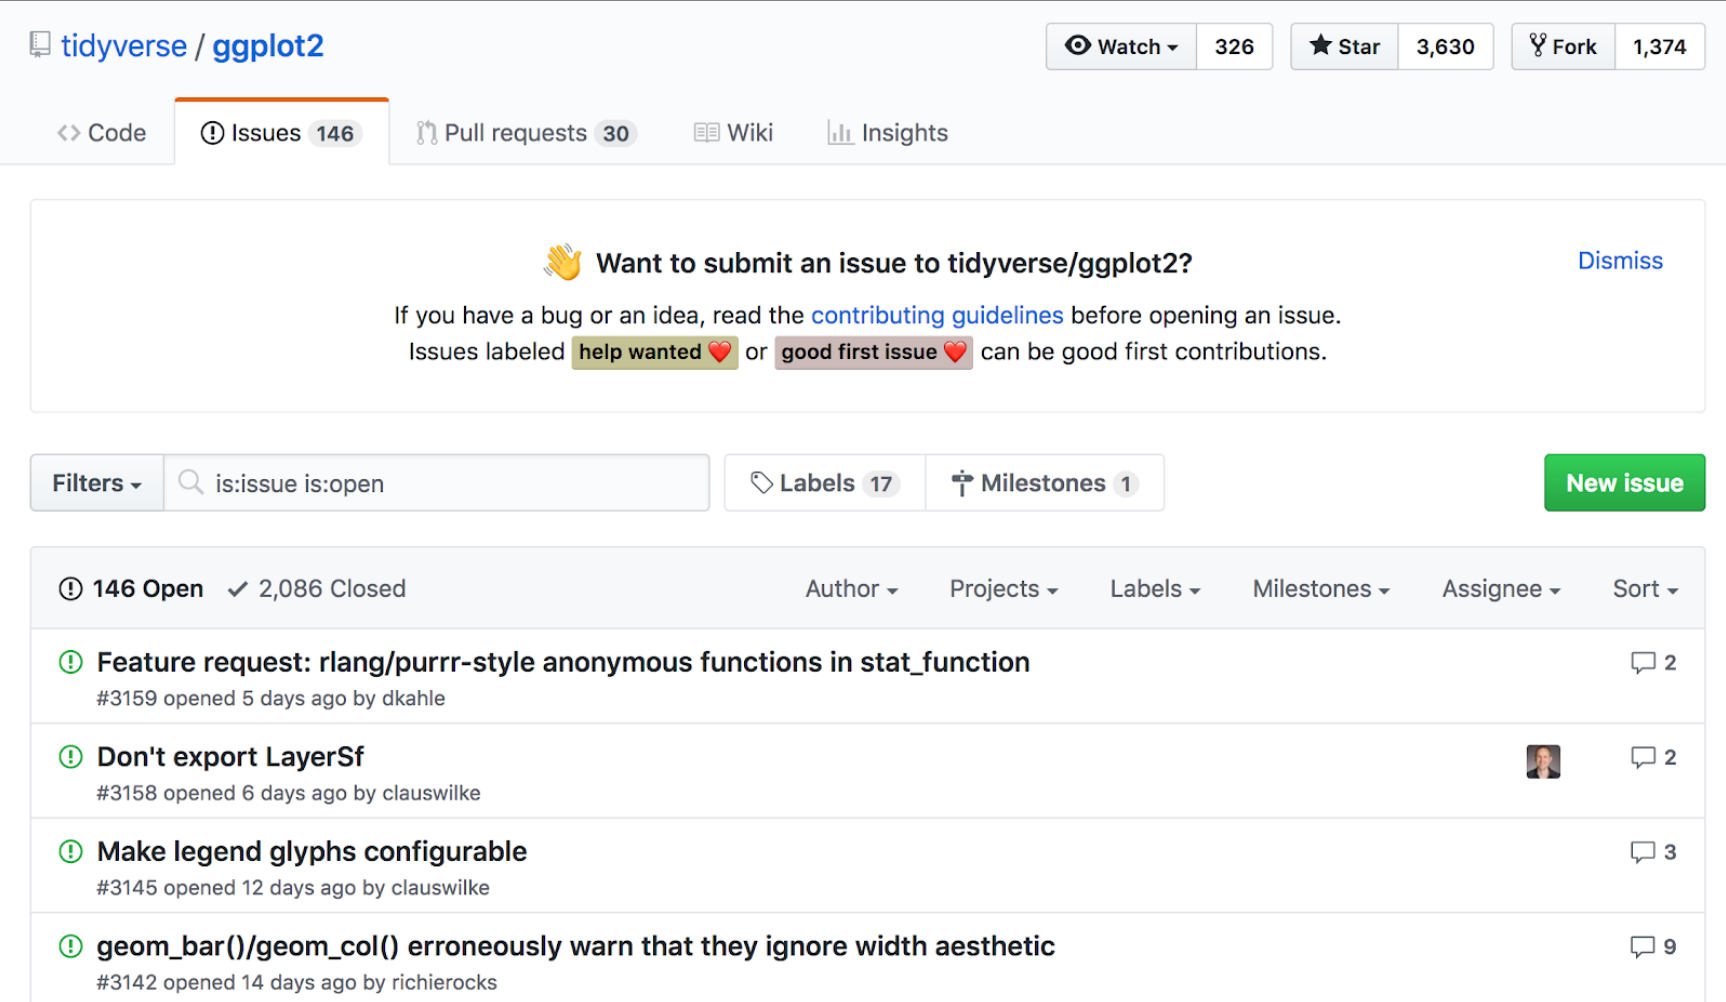 tidyverse / ggplot2
Watch 326 Star 3,630 Fork 1,374
Code Issues 146 Pull requests 30 Wiki Insights
Want to submit an issue to tidyverse/ggplot2?
Dismiss
If you have a bug or an idea, read the contributing guidelines before opening an issue.
Issues labeled help wanted ❤️ or good first issue ❤️ can be good first contributions.
Filters is:issue is:open Labels 17 Milestones 1 New issue
146 Open 2,086 Closed Author Projects Labels Milestones Assignee Sort
Feature request: rlang/purrr-style anonymous functions in stat_function 2
#3159 opened 5 days ago by dkahle
Don't export LayerSf 2
#3158 opened 6 days ago by clauswilke
Make legend glyphs configurable 3
#3145 opened 12 days ago by clauswilke
geom_bar()/geom_col() erroneously warn that they ignore width aesthetic 9
#3142 opened 14 days ago by richierocks